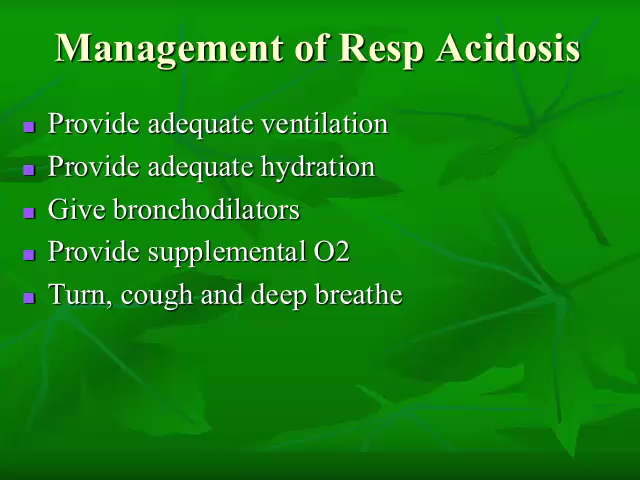 Management of Resp Acidosis
Provide adequate ventilation
Provide adequate hydration
Give bronchodilators
Provide supplemental O2
Turn, cough and deep breathe